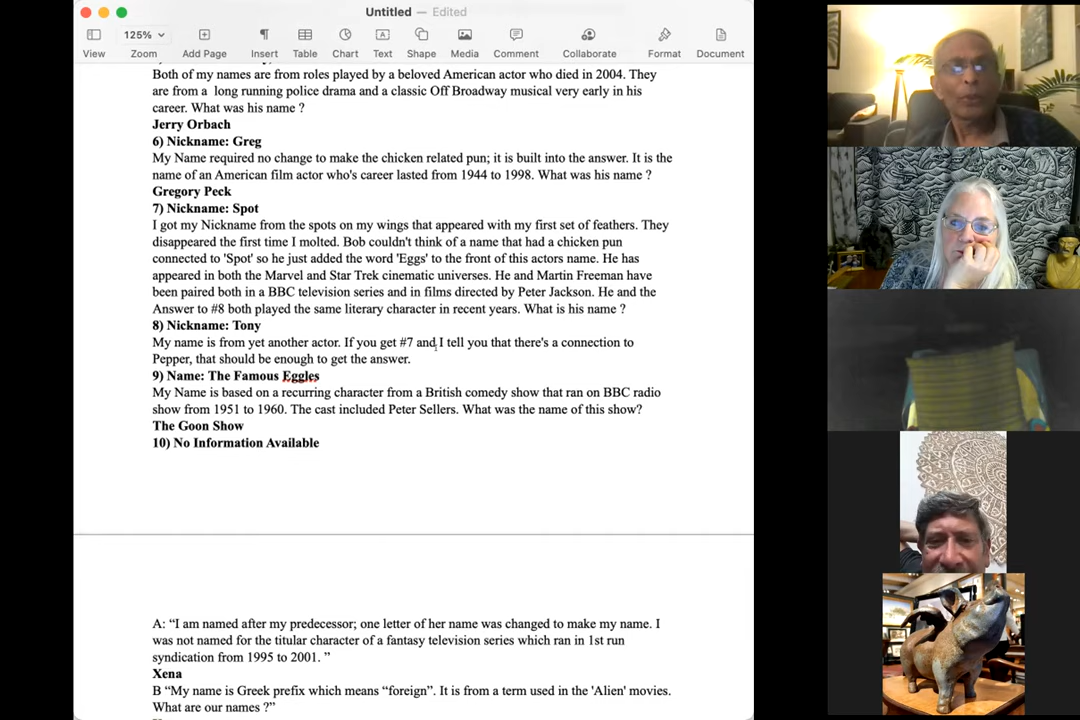 Untitled — Edited
125%
View Zoom Add Page Insert Table Chart Text Shape Media Comment Collaborate Format Document
Both of my names are from roles played by a beloved American actor who died in 2004. They
are from a long running police drama and a classic Off Broadway musical very early in his
career. What was his name ?
Jerry Orbach
6) Nickname: Greg
My Name required no change to make the chicken related pun; it is built into the answer. It is the
name of an American film actor who's career lasted from 1944 to 1998. What was his name ?
Gregory Peck
7) Nickname: Spot
I got my Nickname from the spots on my wings that appeared with my first set of feathers. They
disappeared the first time I molted. Bob couldn't think of a name that had a chicken pun
connected to 'Spot' so he just added the word 'Eggs' to the front of this actors name. He has
appeared in both the Marvel and Star Trek cinematic universes. He and Martin Freeman have
been paired both in a BBC television series and in films directed by Peter Jackson. He and the
Answer to #8 both played the same literary character in recent years. What is his name ?
8) Nickname: Tony
My name is from yet another actor. If you get #7 and I tell you that there's a connection to
Pepper, that should be enough to get the answer.
9) Name: The Famous Eggles
My Name is based on a recurring character from a British comedy show that ran on BBC radio
show from 1951 to 1960. The cast included Peter Sellers. What was the name of this show?
The Goon Show
10) No Information Available
A: “I am named after my predecessor; one letter of her name was changed to make my name. I
was not named for the titular character of a fantasy television series which ran in 1st run
syndication from 1995 to 2001. ”
Xena
B “My name is Greek prefix which means “foreign”. It is from a term used in the 'Alien' movies.
What are our names ?”